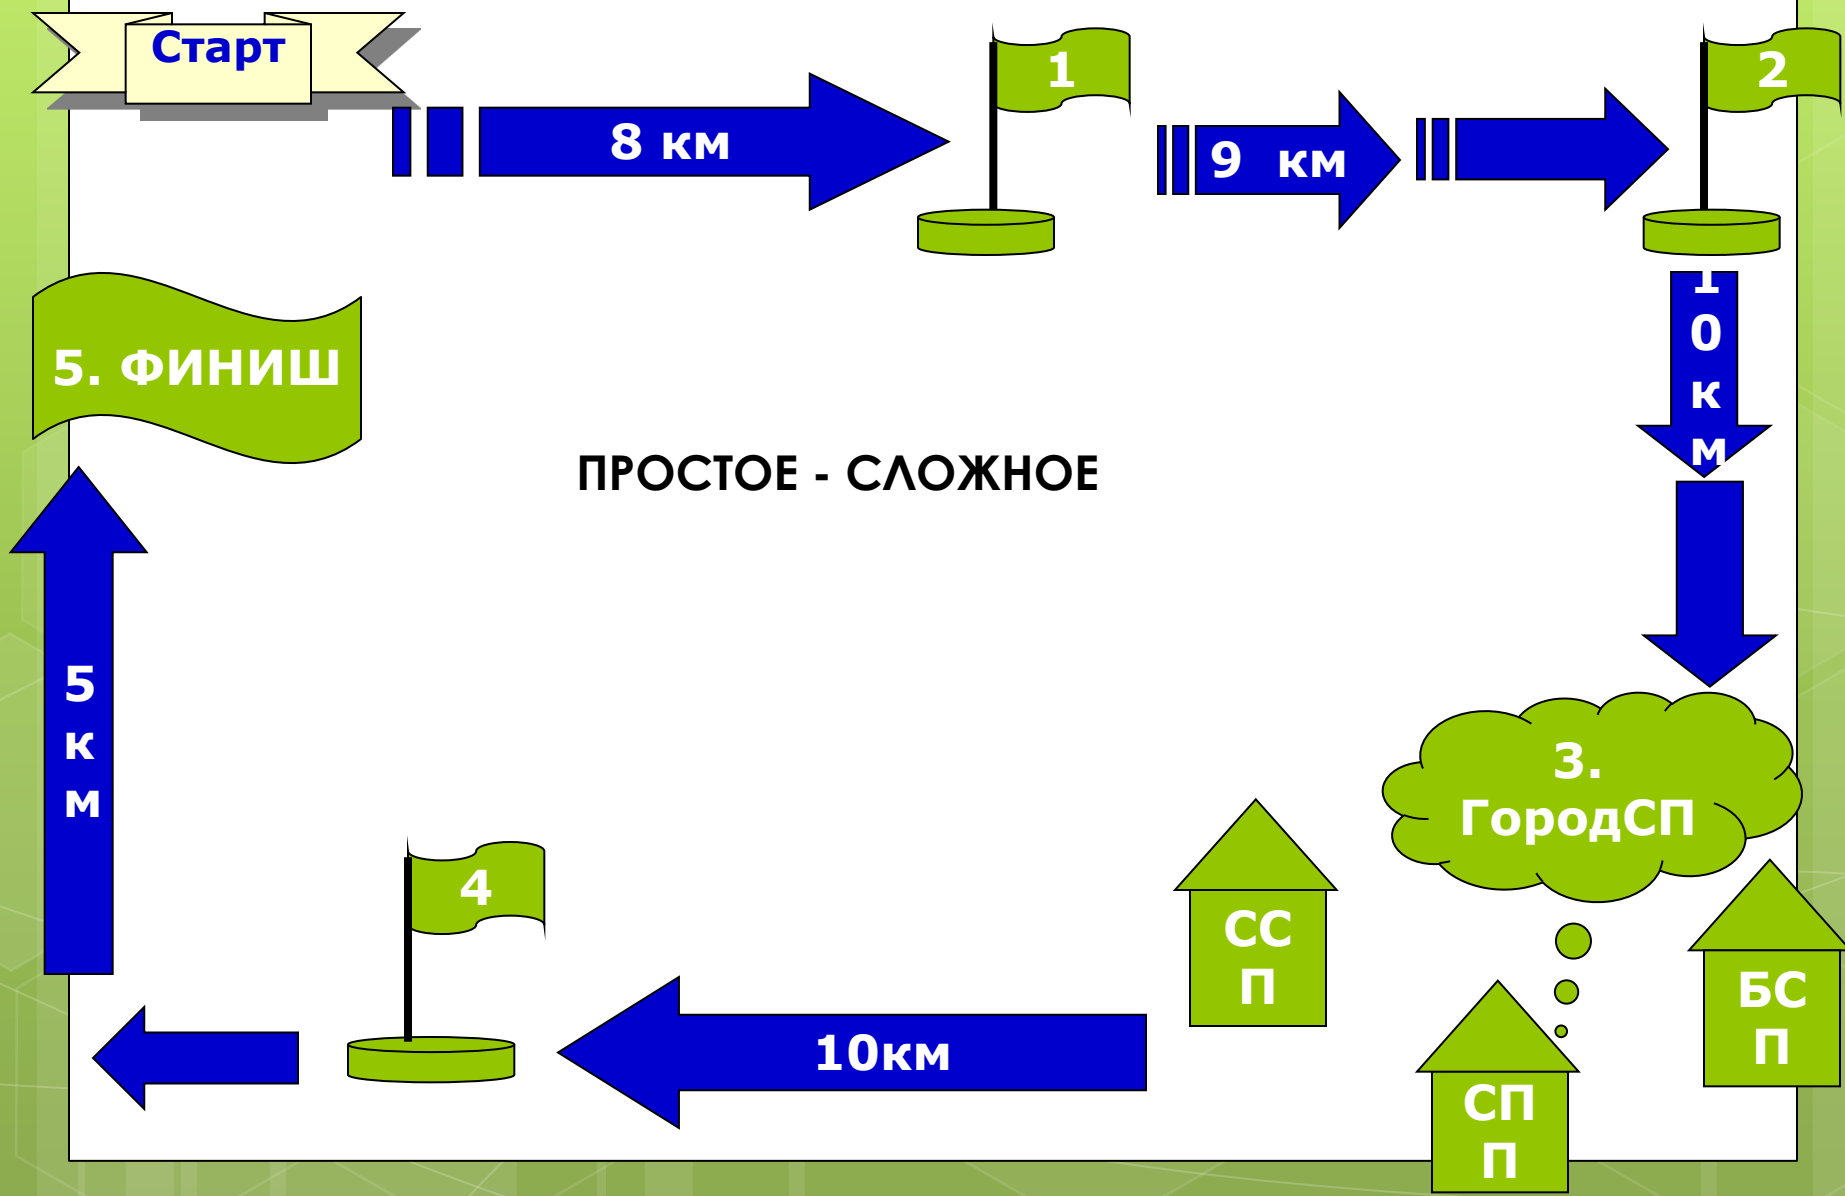 Старт
8 км
1
9 км
2
1
0
к
м
5. ФИНИШ
ПРОСТОЕ - СЛОЖНОЕ
5
к
м
3.
ГородСП
4
СС
П
БС
П
10км
СП
П